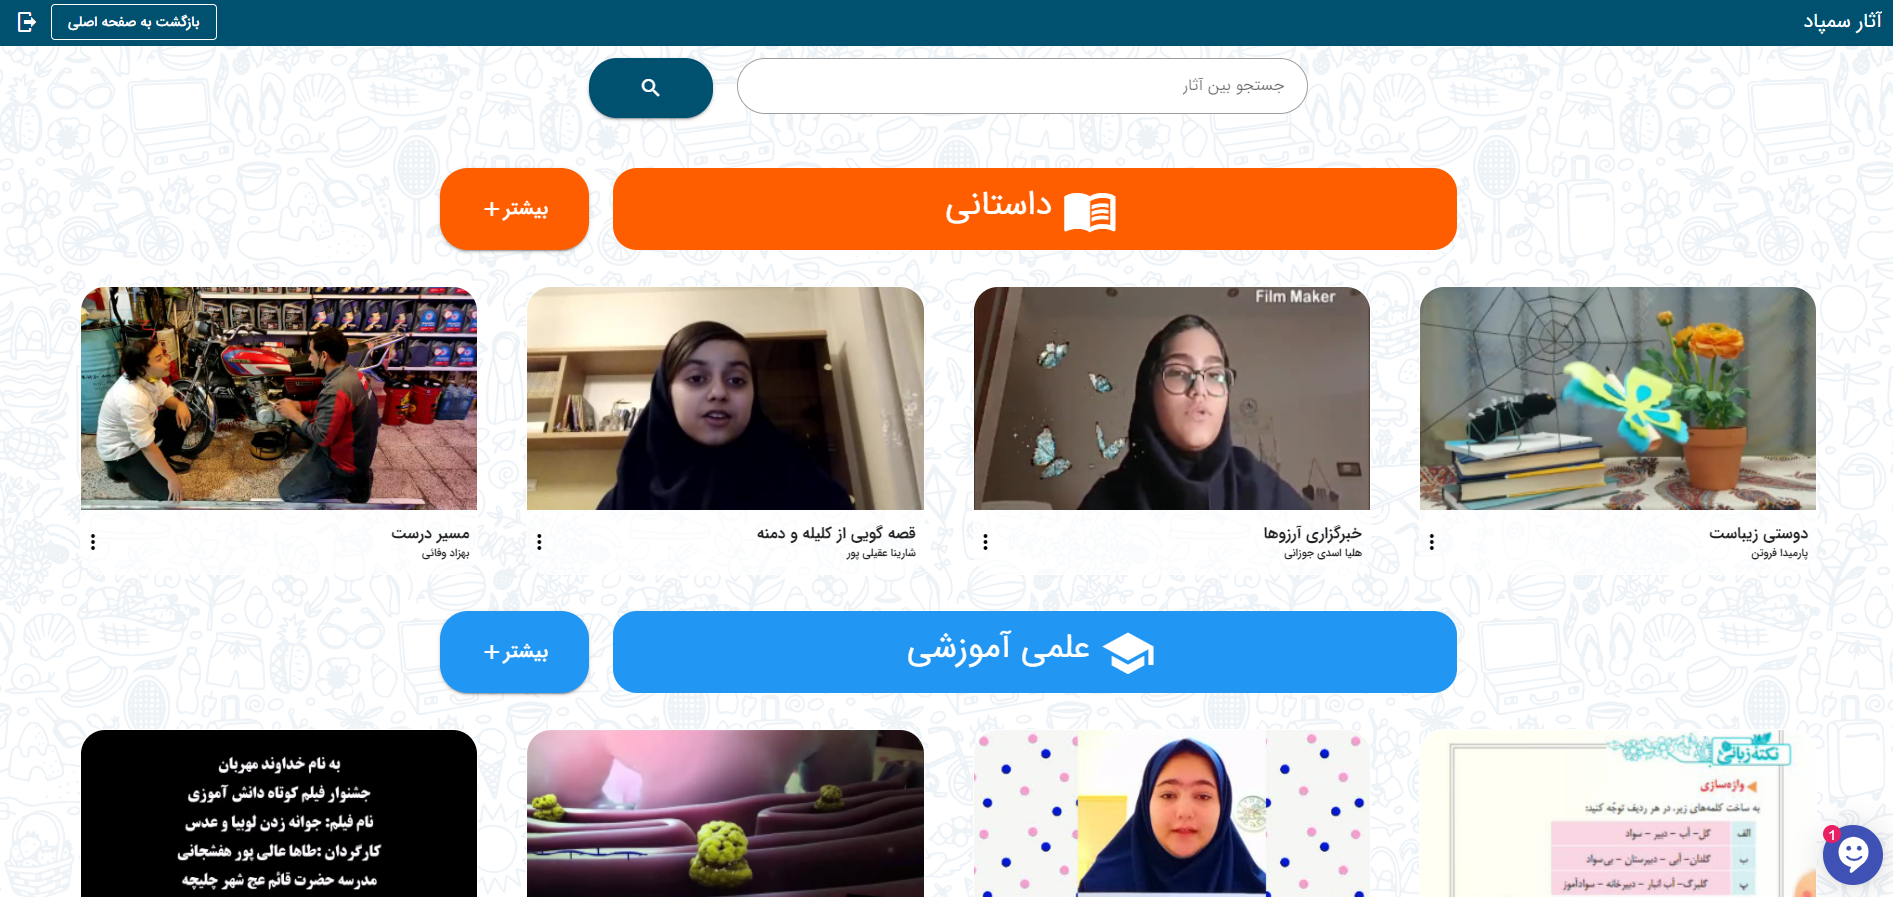 آثار سمپاد
بازگشت به صفحه اصلی
جستجو بین آثار
داستانی
بیشتر +
Film Maker
دوستی زیباست
پارمیدا فروتن
خبرگزاری آرزوها
هلیا اسدی جوزانی
قصه گویی از کلیله و دمنه
شارینا عقیلی پور
مسیر درست
بهزاد وفائی
علمی آموزشی
بیشتر +
نکته زبانی
واژه‌سازی
به ساخت کلمه‌های زیر، در هر ردیف توجّه کنید:
الف گل- آب - دبیر - سواد
ب گلدان- آبی - دبیرستان - بی‌سواد
پ گلبرگ- آب انبار - دبیرخانه - سوادآموز
به نام خداوند مهربان
جشنوار فیلم کوتاه دانش آموزی
نام فیلم: جوانه زدن لوبیا و عدس
کارگردان :طاها عالی پور هفشجانی
مدرسه حضرت قائم عج شهر چلیچه
1